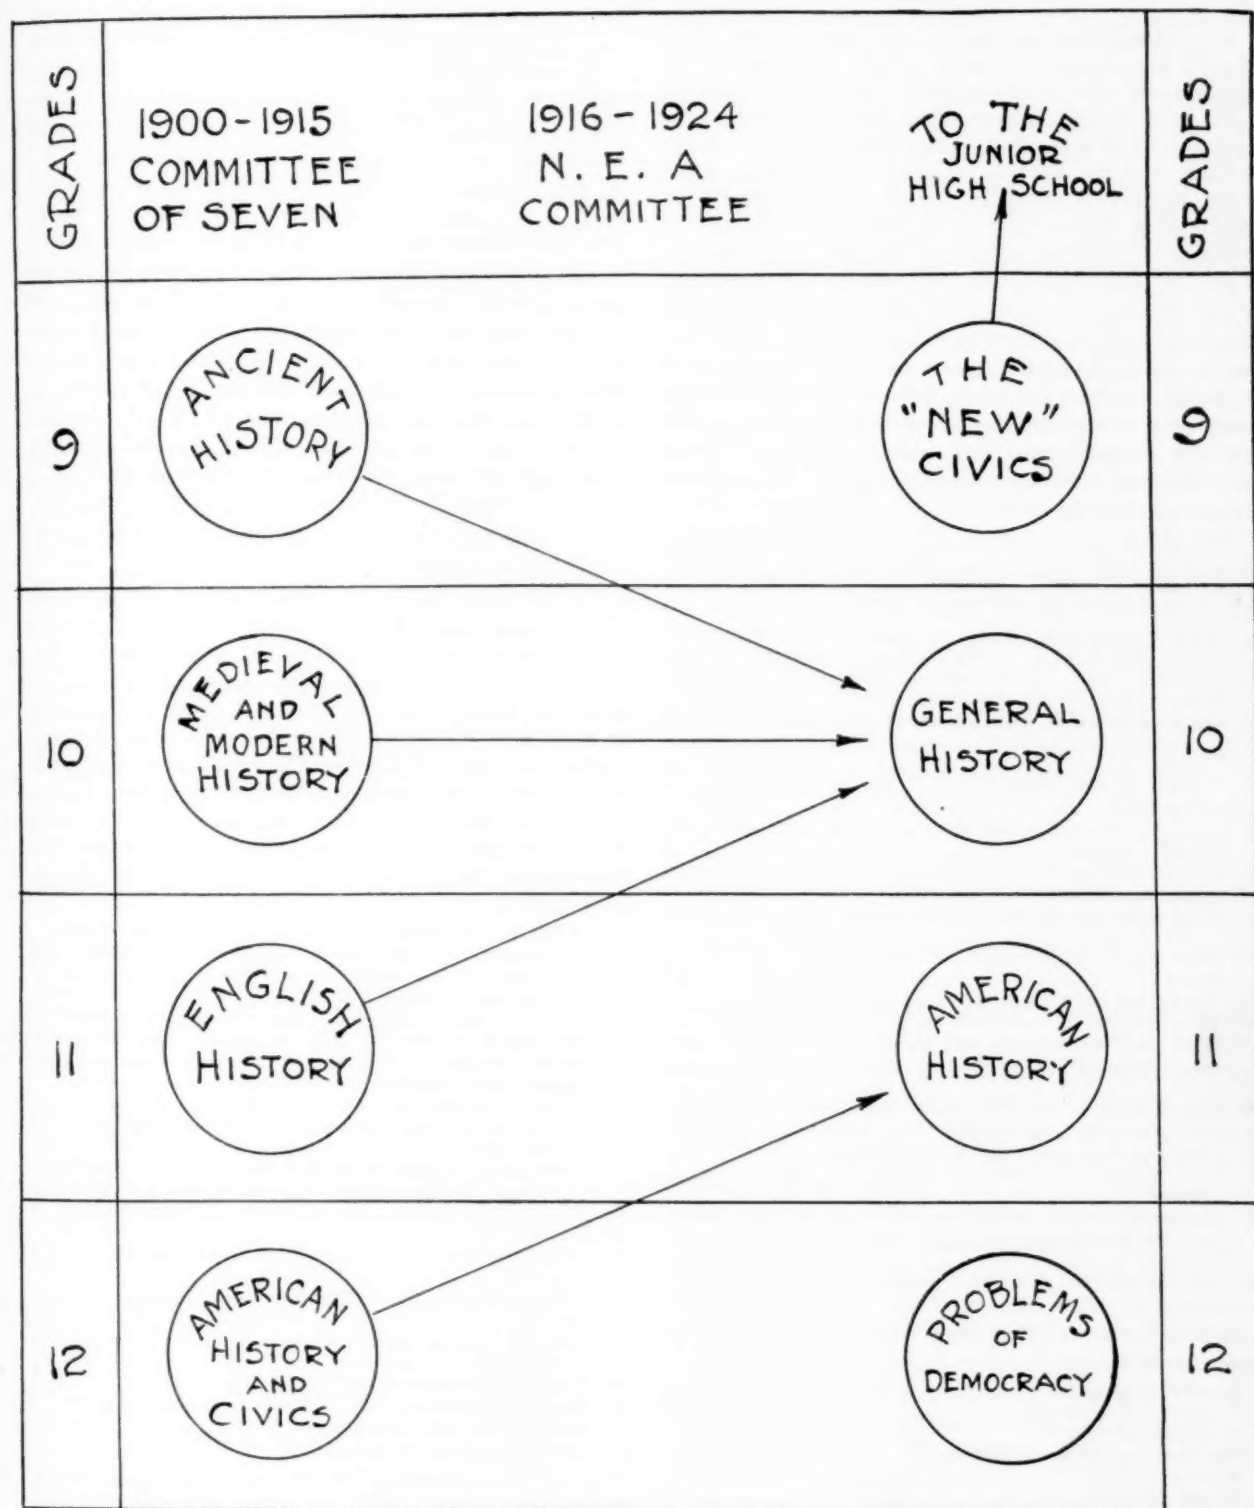 GRADES
1900-1915
COMMITTEE
OF SEVEN
1916-1924
N. E. A
COMMITTEE
TO THE
JUNIOR
HIGH SCHOOL
GRADES
9
ANCIENT
HISTORY
THE
"NEW"
CIVICS
9
10
MEDIEVAL
AND
MODERN
HISTORY
GENERAL
HISTORY
10
11
ENGLISH
HISTORY
AMERICAN
HISTORY
11
12
AMERICAN
HISTORY
AND
CIVICS
PROBLEMS
OF
DEMOCRACY
12